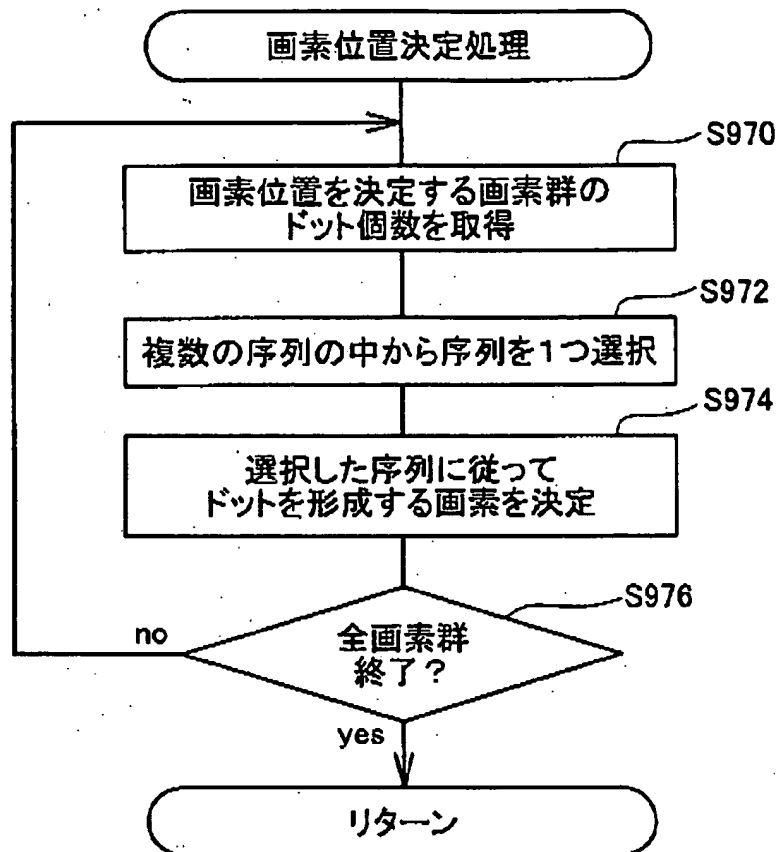 画素位置決定処理
S970
画素位置を決定する画素群の
ドット個数を取得
S972
複数の序列の中から序列を1つ選択
S974
選択した序列に従って
ドットを形成する画素を決定
S976
no
全画素群
終了？
yes
リターン